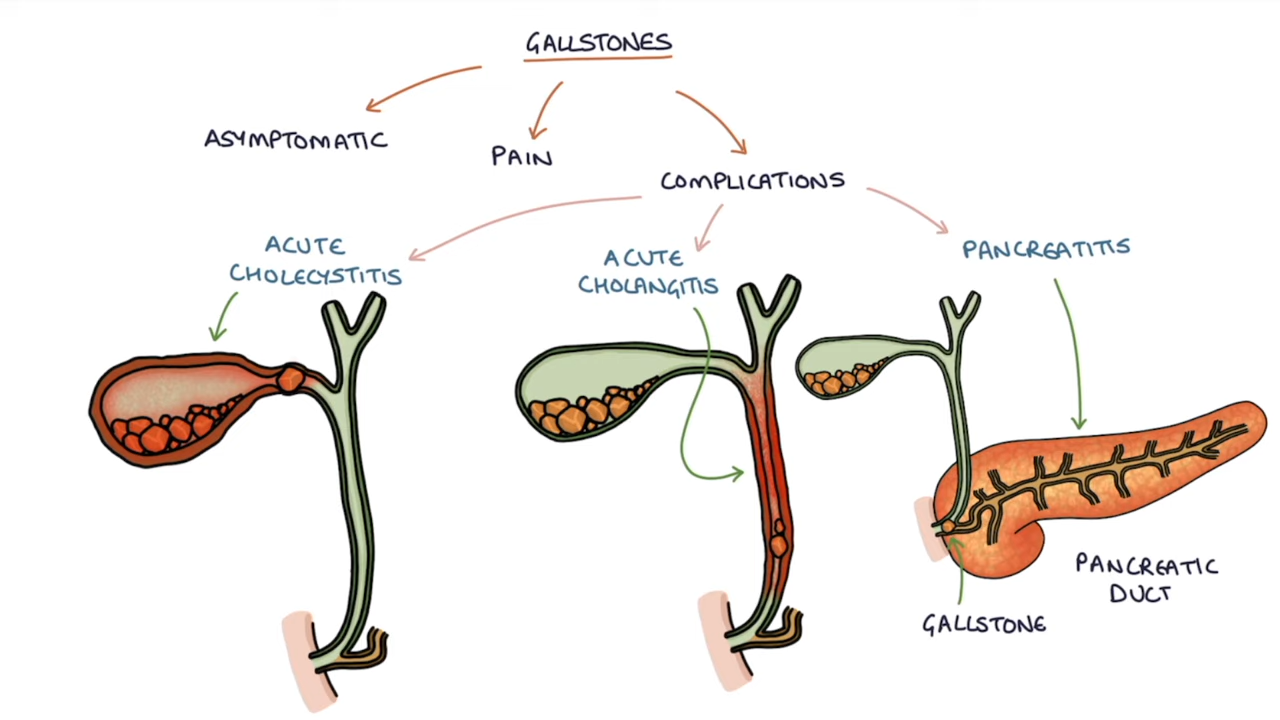 GALLSTONES
ASYMPTOMATIC
PAIN
COMPLICATIONS
ACUTE
CHOLECYSTITIS
ACUTE
CHOLANGITIS
PANCREATITIS
PANCREATIC
DUCT
GALLSTONE